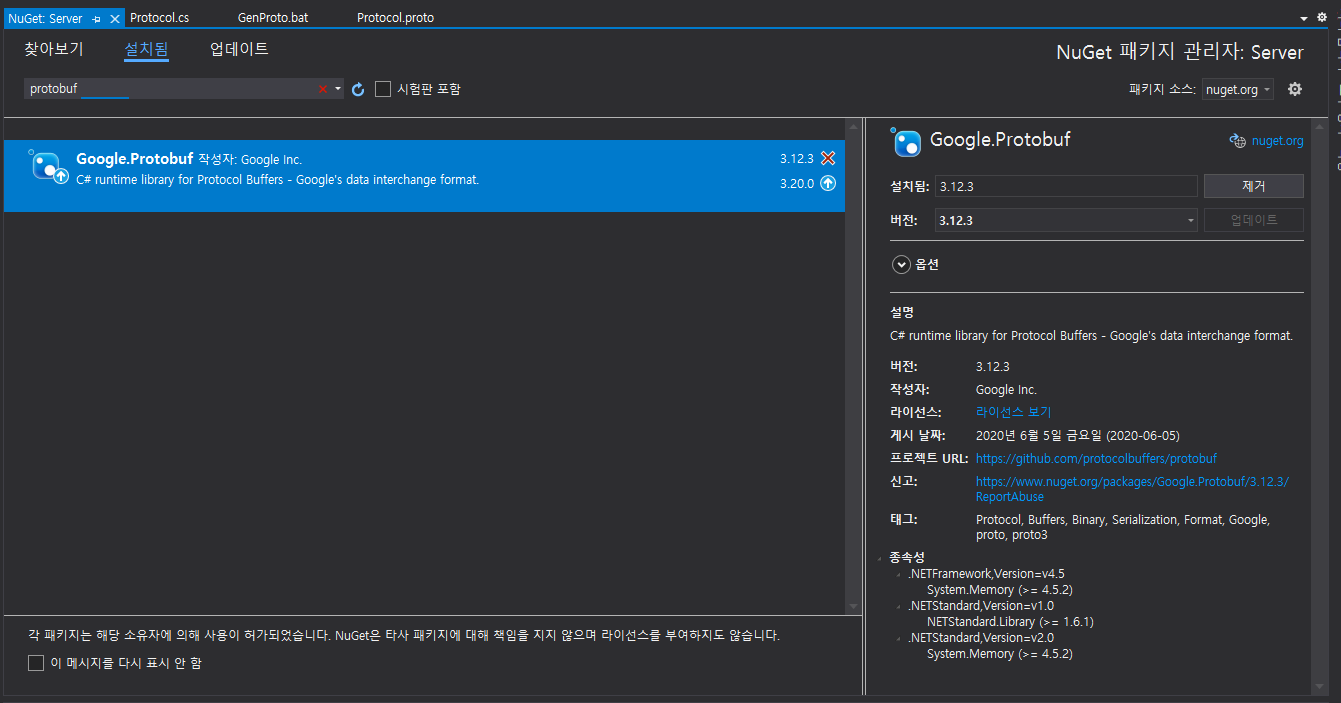 NuGet: Server
Protocol.cs
GenProto.bat
Protocol.proto
찾아보기
설치됨
업데이트
NuGet 패키지 관리자: Server
protobuf
시험판 포함
패키지 소스:
nuget.org
Google.Protobuf 작성자: Google Inc.
3.12.3
C# runtime library for Protocol Buffers - Google's data interchange format.
3.20.0
각 패키지는 해당 소유자에 의해 사용이 허가되었습니다. NuGet은 타사 패키지에 대해 책임을 지지 않으며 라이선스를 부여하지도 않습니다.
이 메시지를 다시 표시 안 함
Google.Protobuf
nuget.org
설치됨: 3.12.3
제거
버전: 3.12.3
업데이트
옵션
설명
C# runtime library for Protocol Buffers - Google's data interchange format.
버전: 3.12.3
작성자: Google Inc.
라이선스: 라이선스 보기
게시 날짜: 2020년 6월 5일 금요일 (2020-06-05)
프로젝트 URL: https://github.com/protocolbuffers/protobuf
신고: https://www.nuget.org/packages/Google.Protobuf/3.12.3/
ReportAbuse
태그: Protocol, Buffers, Binary, Serialization, Format, Google,
proto, proto3
종속성
.NETFramework,Version=v4.5
System.Memory (>= 4.5.2)
.NETStandard,Version=v1.0
NETStandard.Library (>= 1.6.1)
.NETStandard,Version=v2.0
System.Memory (>= 4.5.2)